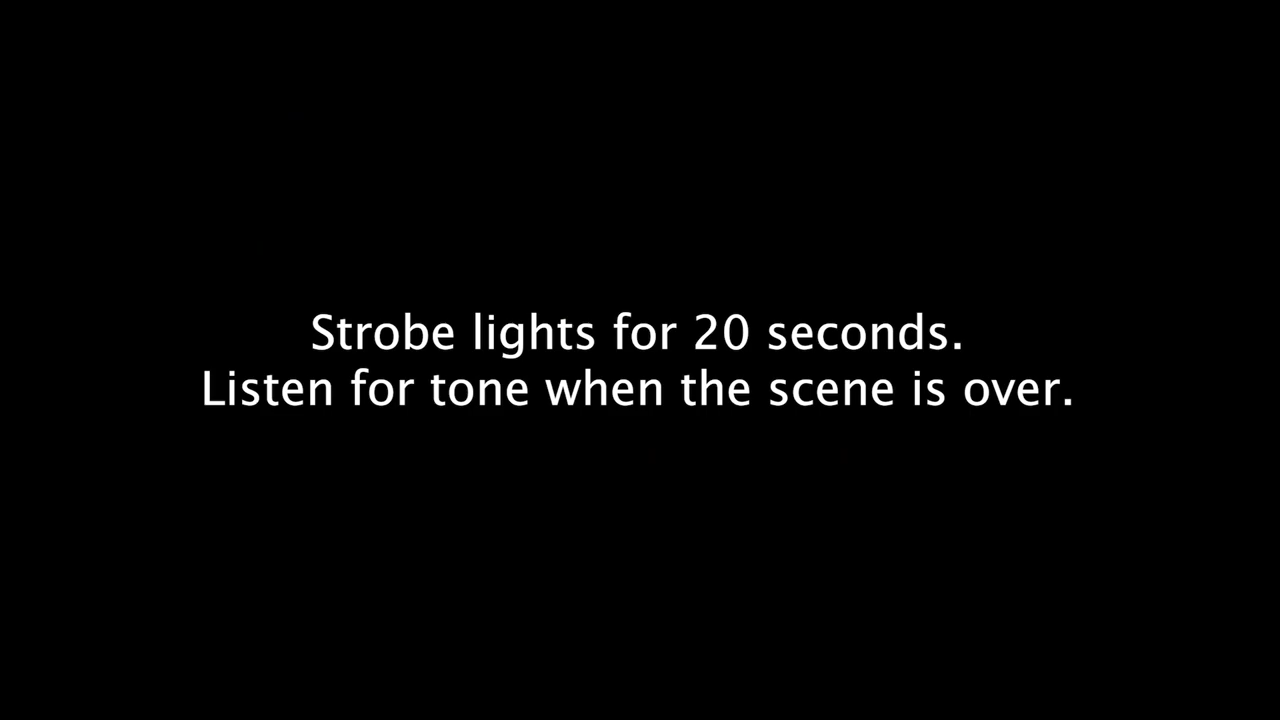 Strobe lights for 20 seconds.
Listen for tone when the scene is over.